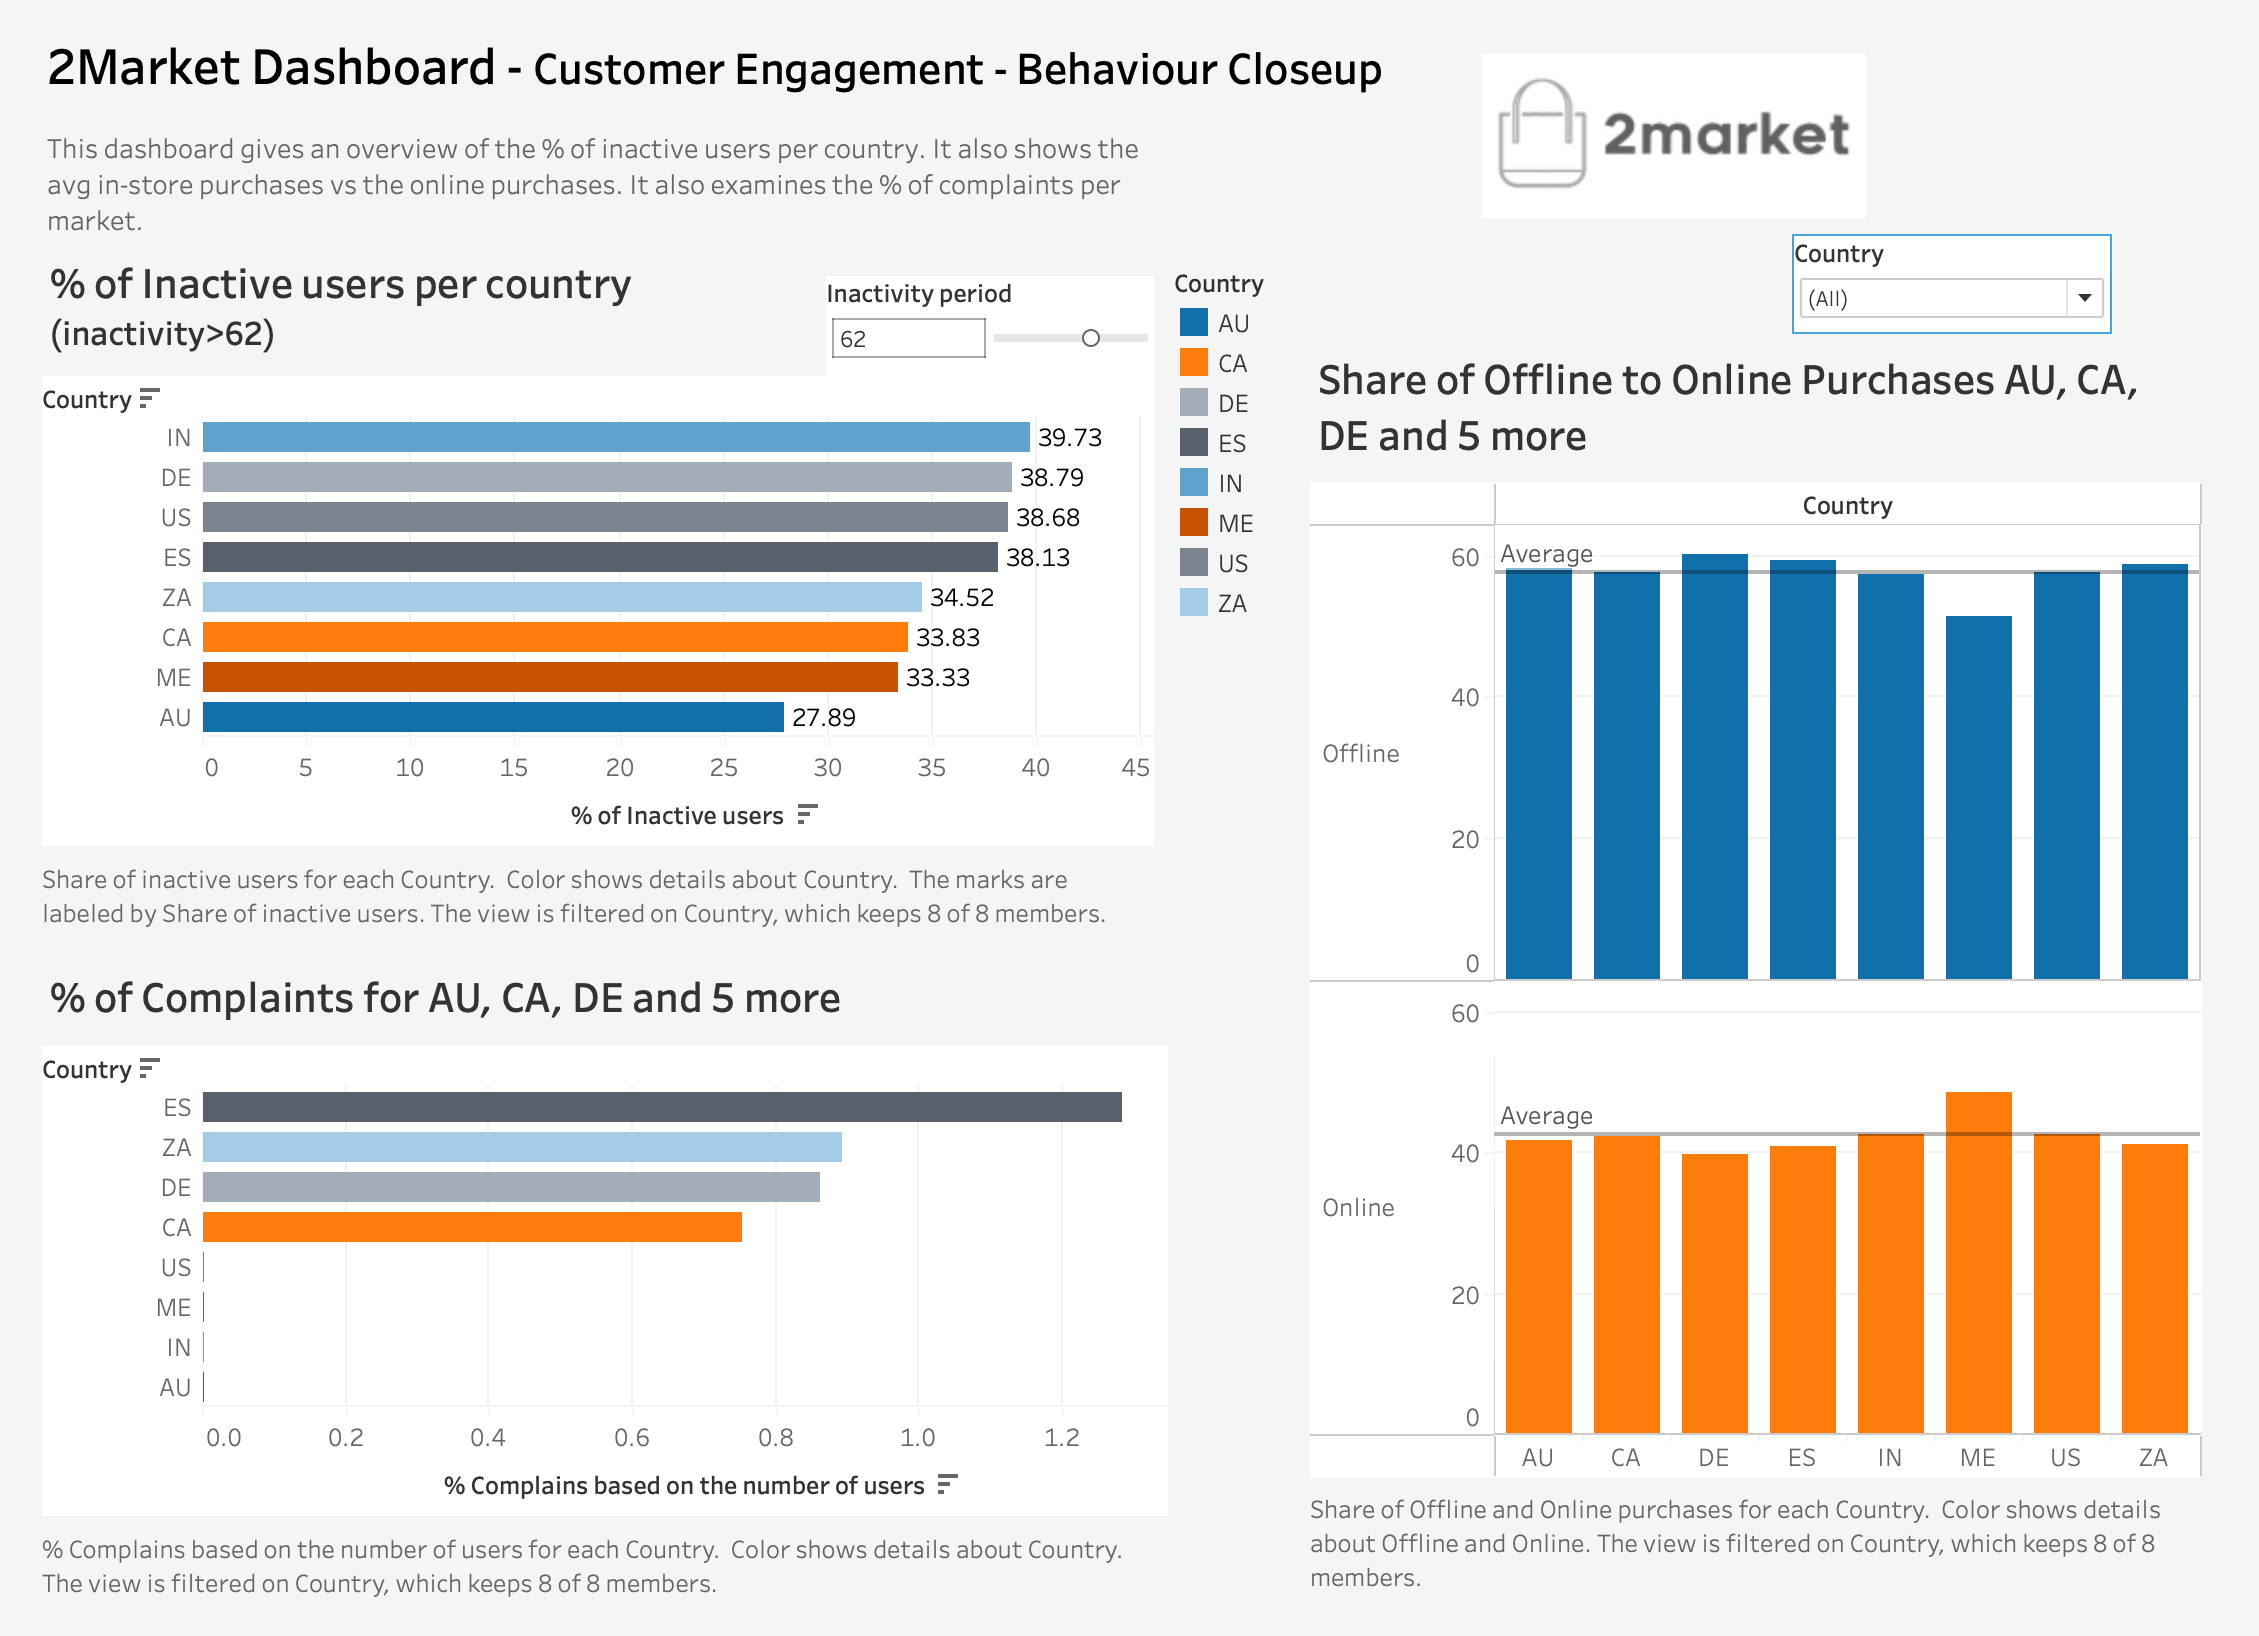 2Market Dashboard - Customer Engagement - Behaviour Closeup
2market
This dashboard gives an overview of the % of inactive users per country. It also shows the
avg in-store purchases vs the online purchases. It also examines the % of complaints per
market.
Country
(All)
% of Inactive users per country
(inactivity>62)
Inactivity period
62
Country
AU
CA
DE
ES
IN
ME
US
ZA
Country
IN 39.73
DE 38.79
US 38.68
ES 38.13
ZA 34.52
CA 33.83
ME 33.33
AU 27.89
0 5 10 15 20 25 30 35 40 45
% of Inactive users
Share of inactive users for each Country.  Color shows details about Country.  The marks are
labeled by Share of inactive users. The view is filtered on Country, which keeps 8 of 8 members.
% of Complaints for AU, CA, DE and 5 more
Country
ES
ZA
DE
CA
US
ME
IN
AU
0.0 0.2 0.4 0.6 0.8 1.0 1.2
% Complains based on the number of users
% Complains based on the number of users for each Country.  Color shows details about Country.
The view is filtered on Country, which keeps 8 of 8 members.
Share of Offline to Online Purchases AU, CA,
DE and 5 more
Country
60
Average
40
Offline
20
0
60
Average
40
Online
20
0
AU CA DE ES IN ME US ZA
Share of Offline and Online purchases for each Country.  Color shows details
about Offline and Online. The view is filtered on Country, which keeps 8 of 8
members.